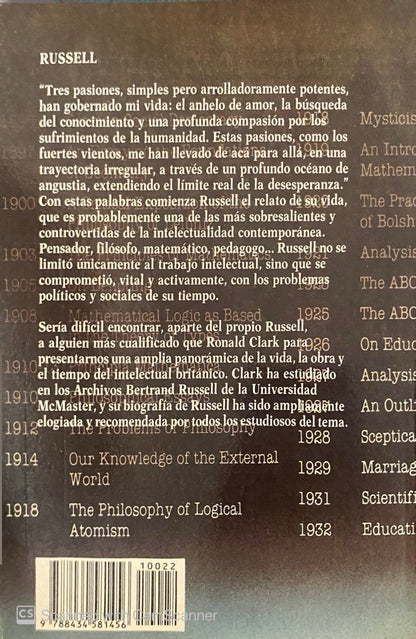 RUSSELL
“Tres pasiones, simples pero arrolladoramente potentes,
han gobernado mi vida: el anhelo de amor, la búsqueda
del conocimiento y una profunda compasión por los
sufrimientos de la humanidad. Estas pasiones, como los
fuertes vientos, me han llevado de acá para allá, en una
trayectoria irregular, a través de un profundo océano de
angustia, extendiendo el límite real de la desesperanza.”
Con estas palabras comienza Russell el relato de su vida,
que es probablemente una de las más sobresalientes y
controvertidas de la intelectualidad contemporánea.
Pensador, filósofo, matemático, pedagogo... Russell no se
limitó únicamente al trabajo intelectual, sino que se
comprometió, vital y activamente, con los problemas
políticos y sociales de su tiempo.
Sería difícil encontrar, aparte del propio Russell,
a alguien más cualificado que Ronald Clark para
presentarnos una amplia panorámica de la vida, la obra y
el tiempo del intelectual británico. Clark ha estudiado
en los Archivos Bertrand Russell de la Universidad
McMaster, y su biografía de Russell ha sido ampliamente
elogiada y recomendada por todos los estudiosos del tema.
1900
1903
1905
1908 Mathematical Logic as Based
1910
1910 Philosophical Essays
1912 The Problems of Philosophy
1914 Our Knowledge of the External
World
1918 The Philosophy of Logical
Atomism
1918 Mysticis
1919 An Intro
Mathem
The Prac
of Bolsh
1921 Analysis
The ABC
1925 The ABC
1926 On Educ
Analysis
An Outli
1928 Sceptica
1929 Marriag
1931 Scientif
1932 Educati
10022
9 788434 581456
CS Scanned with CamScanner